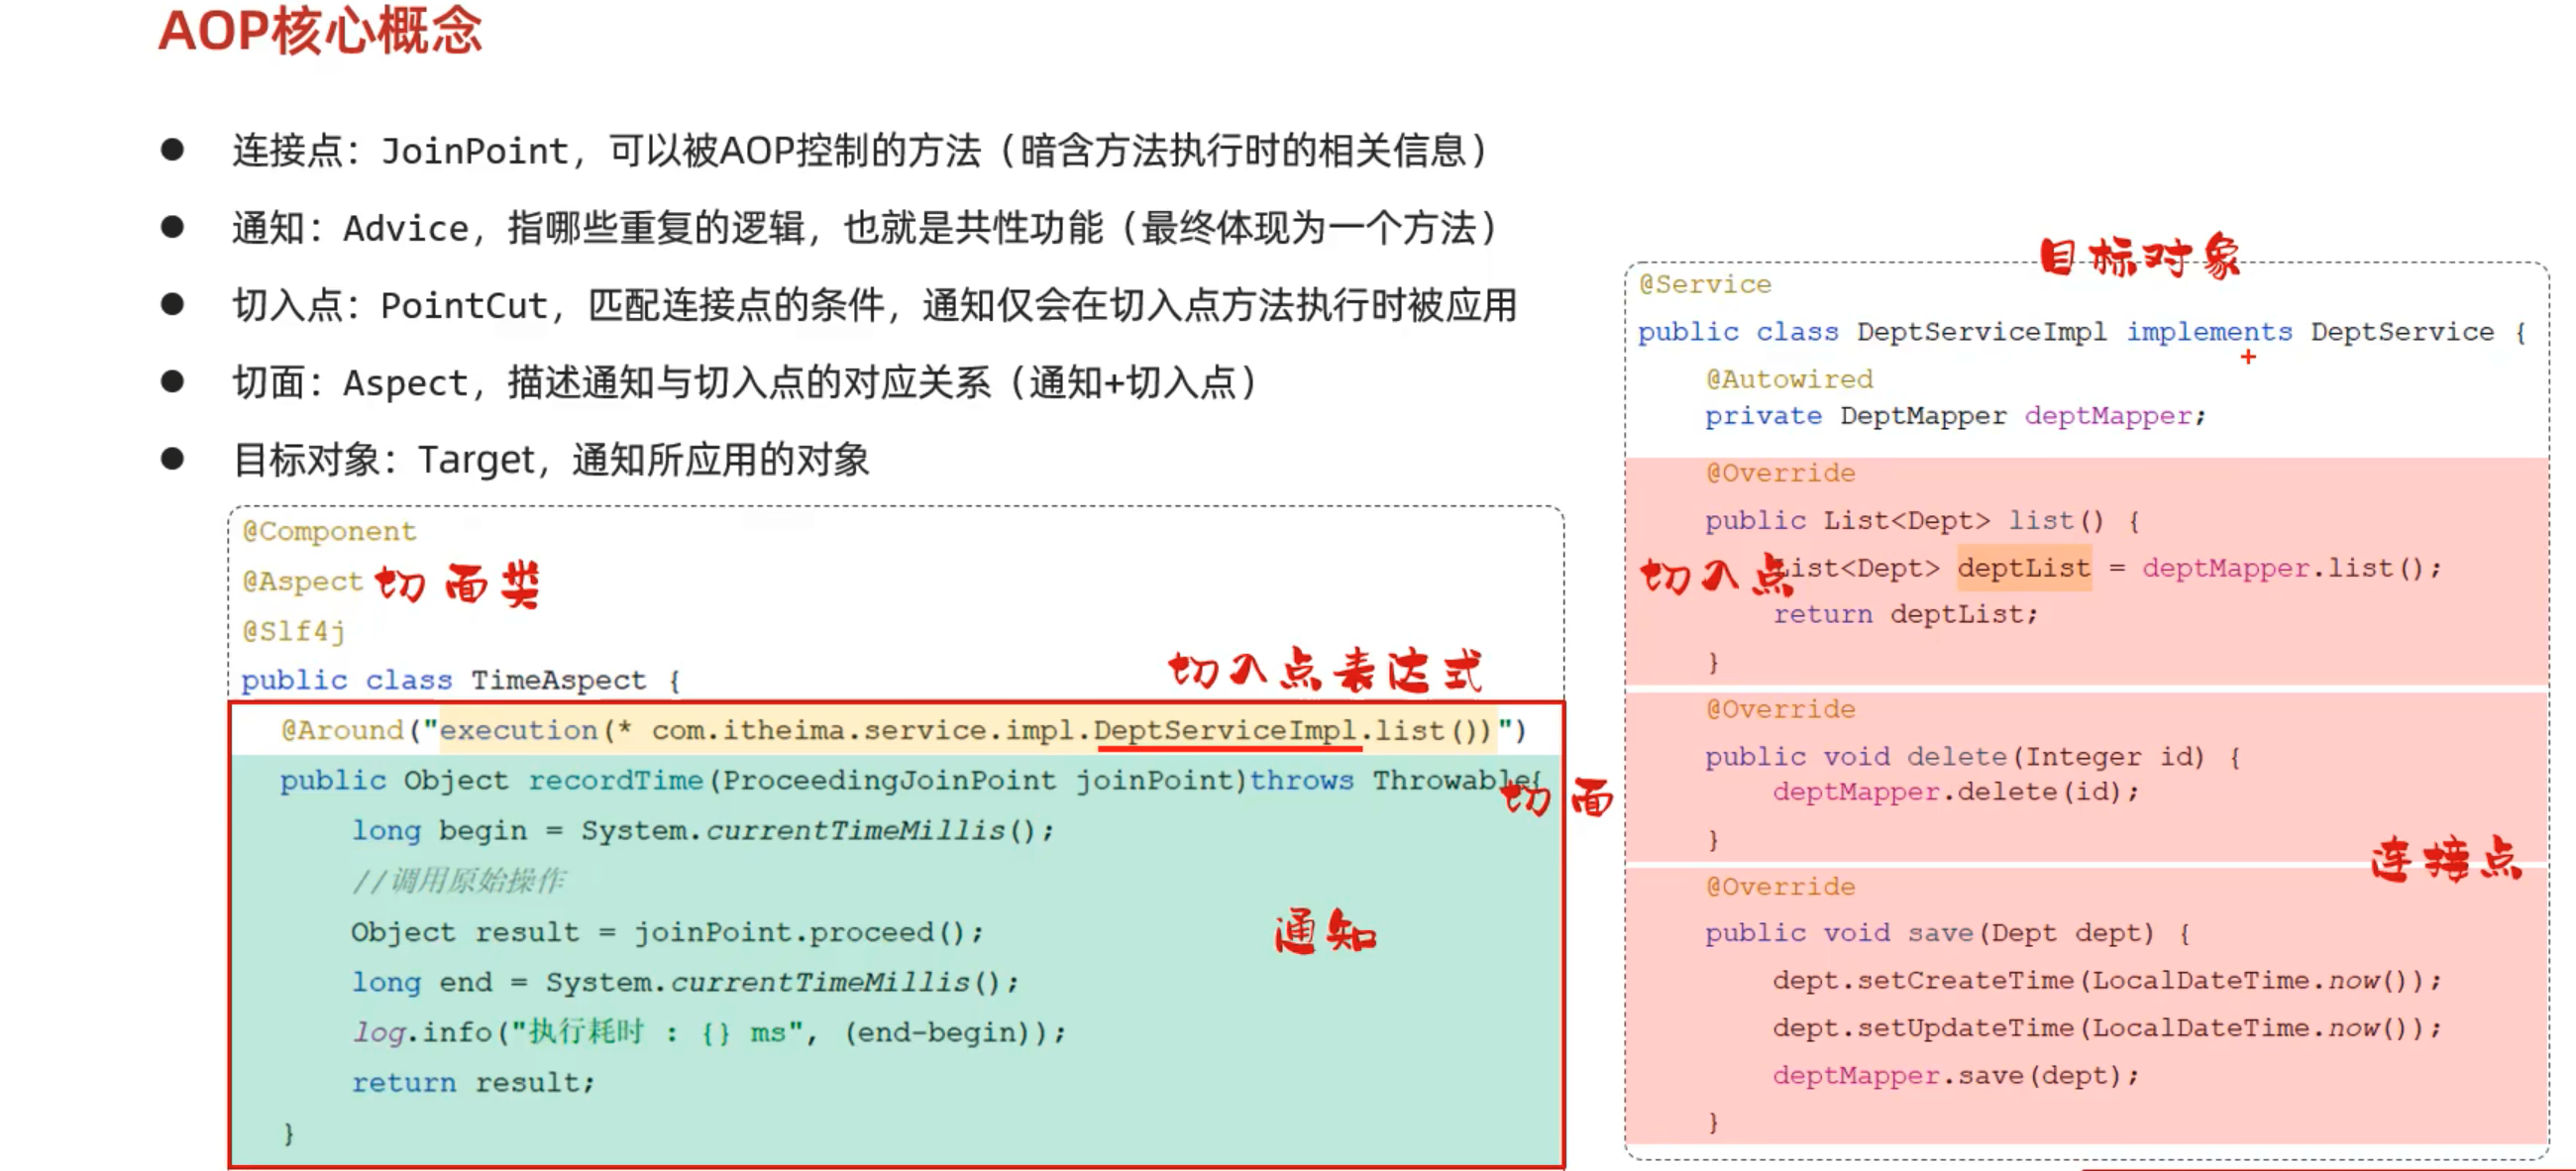 AOP核心概念
● 连接点：JoinPoint，可以被AOP控制的方法（暗含方法执行时的相关信息）
● 通知：Advice，指哪些重复的逻辑，也就是共性功能（最终体现为一个方法）
● 切入点：PointCut，匹配连接点的条件，通知仅会在切入点方法执行时被应用
● 切面：Aspect，描述通知与切入点的对应关系（通知+切入点）
● 目标对象：Target，通知所应用的对象
@Component
@Aspect 切面类
@Slf4j
public class TimeAspect {
切入点表达式
@Around("execution(* com.itheima.service.impl.DeptServiceImpl.list())")
public Object recordTime(ProceedingJoinPoint joinPoint)throws Throwable{
切面
long begin = System.currentTimeMillis();
//调用原始操作
Object result = joinPoint.proceed();
通知
long end = System.currentTimeMillis();
log.info("执行耗时 : {} ms", (end-begin));
return result;
}
目标对象
@Service
public class DeptServiceImpl implements DeptService {
@Autowired
private DeptMapper deptMapper;
@Override
public List<Dept> list() {
切入点
List<Dept> deptList = deptMapper.list();
return deptList;
}
@Override
public void delete(Integer id) {
deptMapper.delete(id);
}
连接点
@Override
public void save(Dept dept) {
dept.setCreateTime(LocalDateTime.now());
dept.setUpdateTime(LocalDateTime.now());
deptMapper.save(dept);
}